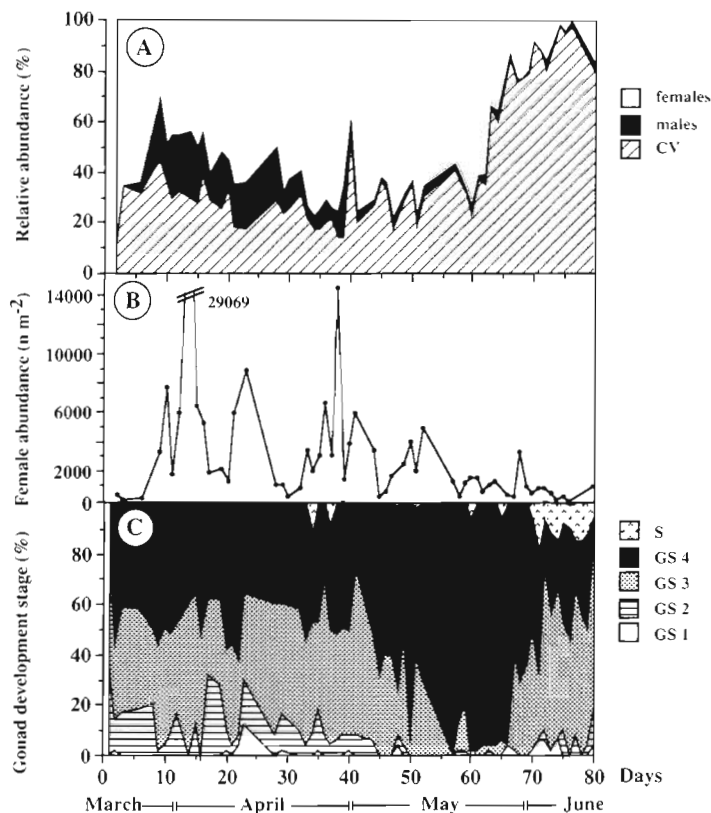 A
Relative abundance (%)
100
80
60
40
20
0
females
males
CV
B
Female abundance (n m-2)
14000
10000
6000
2000
0
29069
C
Gonad development stage (%)
80
60
40
20
0
S
GS 4
GS 3
GS 2
GS 1
0 10 20 30 40 50 60 70 80 Days
March April May June